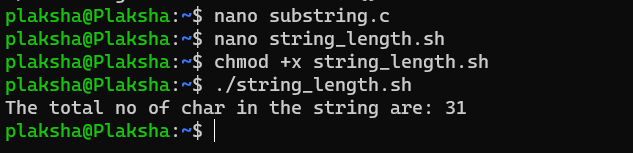 plaksha@Plaksha:~$ nano substring.c
plaksha@Plaksha:~$ nano string_length.sh
plaksha@Plaksha:~$ chmod +x string_length.sh
plaksha@Plaksha:~$ ./string_length.sh
The total no of char in the string are: 31
plaksha@Plaksha:~$